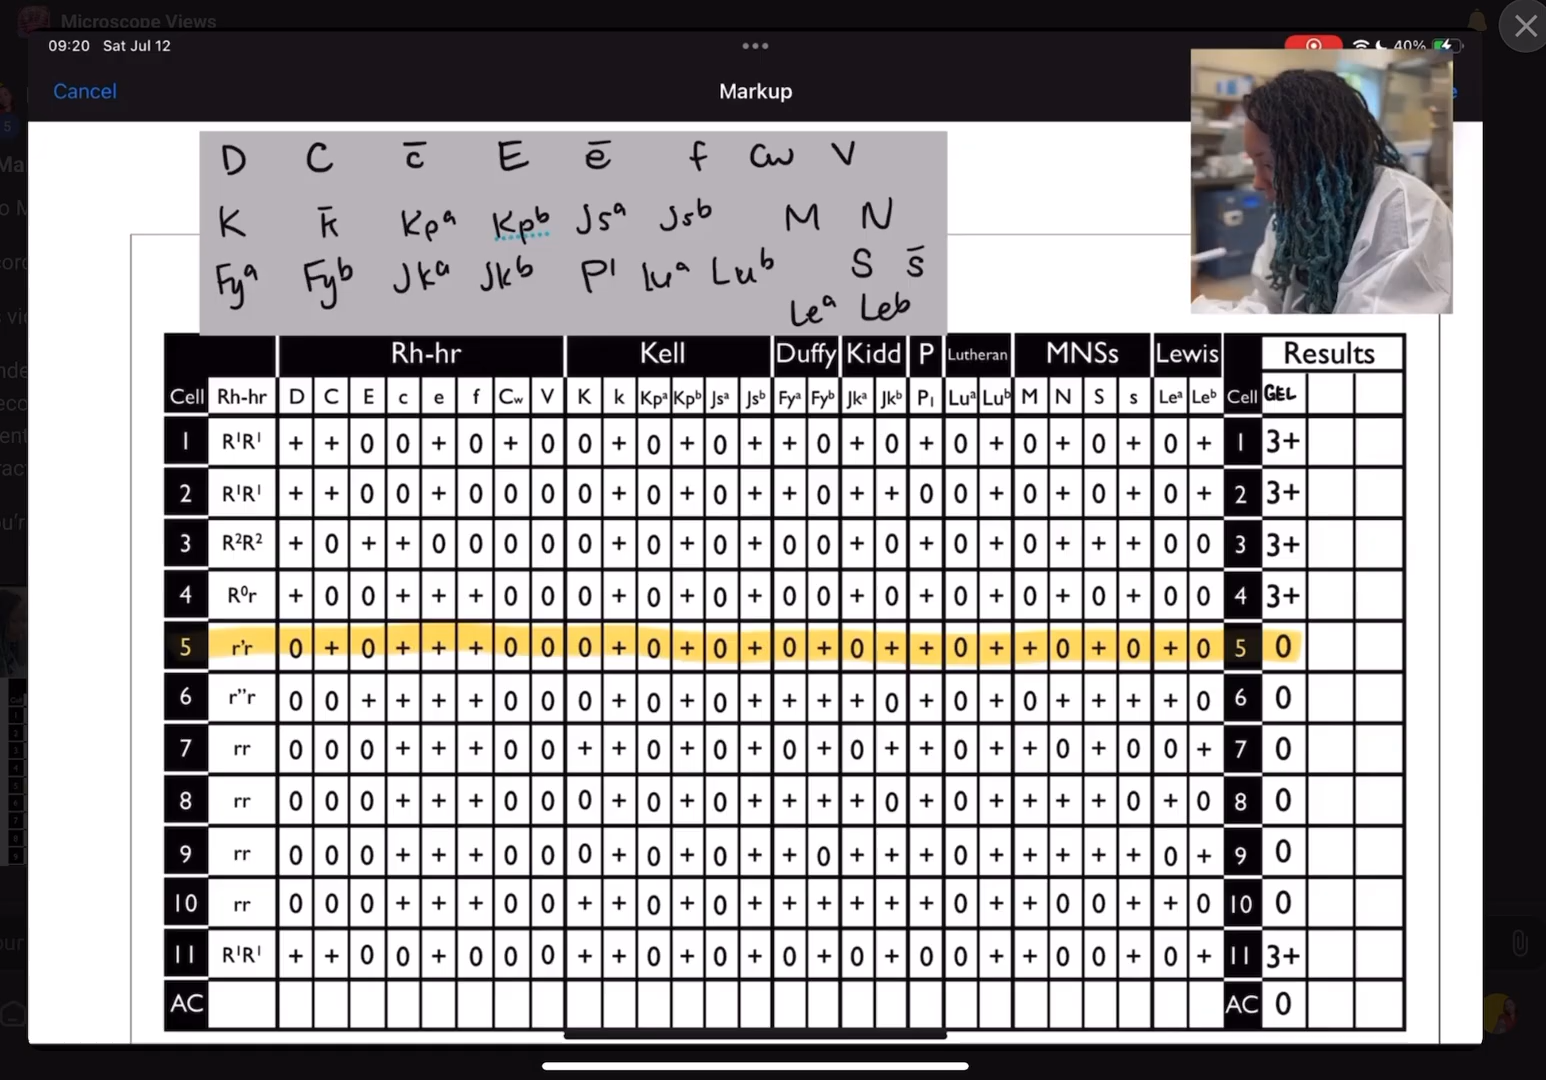 Microscope Views
09:20 Sat Jul 12
40%
Cancel
Markup
D C c̄ E ē f Cw V
K k̄ Kpᵃ Kpᵇ Jsᵃ Jsᵇ M N
Fyᵃ Fyᵇ Jkᵃ Jkᵇ P¹ Luᵃ Luᵇ S s̄
Leᵃ Leᵇ
Rh-hr Kell Duffy Kidd P Lutheran MNSs Lewis Results
Cell Rh-hr D C E c e f Cw V K k Kpᵃ Kpᵇ Jsᵃ Jsᵇ Fyᵃ Fyᵇ Jkᵃ Jkᵇ P₁ Luᵃ Luᵇ M N S s Leᵃ Leᵇ Cell GEL
1 R¹R¹ + + 0 0 + 0 + 0 0 + 0 + 0 + + 0 + 0 + 0 + 0 + 0 + 0 + 1 3+
2 R¹R¹ + + 0 0 + 0 0 0 0 + 0 + 0 + + 0 + + 0 0 + 0 + 0 + 0 + 2 3+
3 R²R² + 0 + + 0 0 0 0 0 + 0 + 0 + 0 0 + 0 + 0 + 0 + + + 0 0 3 3+
4 R⁰r + 0 0 + + + 0 0 0 + 0 + 0 + 0 0 + 0 + 0 + 0 + 0 + 0 0 4 3+
5 r'r 0 + 0 + + + 0 0 0 + 0 + 0 + 0 + 0 + + 0 + + 0 + 0 + 0 5 0
6 r"r 0 0 + + + + 0 0 0 + 0 + 0 + + + + 0 + 0 + 0 + + + + 0 6 0
7 rr 0 0 0 + + + 0 0 + + 0 + 0 + 0 + 0 + + 0 + + 0 + 0 0 + 7 0
8 rr 0 0 0 + + + 0 0 0 + 0 + 0 + + + + 0 + 0 + + + + 0 + 0 8 0
9 rr 0 0 0 + + + 0 0 0 + 0 + 0 + + 0 + + + 0 + + + + + 0 + 9 0
10 rr 0 0 0 + + + 0 0 + + 0 + 0 + + + + + + 0 + + 0 0 + + 0 10 0
11 R¹R¹ + + 0 0 + 0 0 0 + + 0 + 0 + 0 + 0 + 0 0 + + 0 0 + 0 + 11 3+
AC AC 0